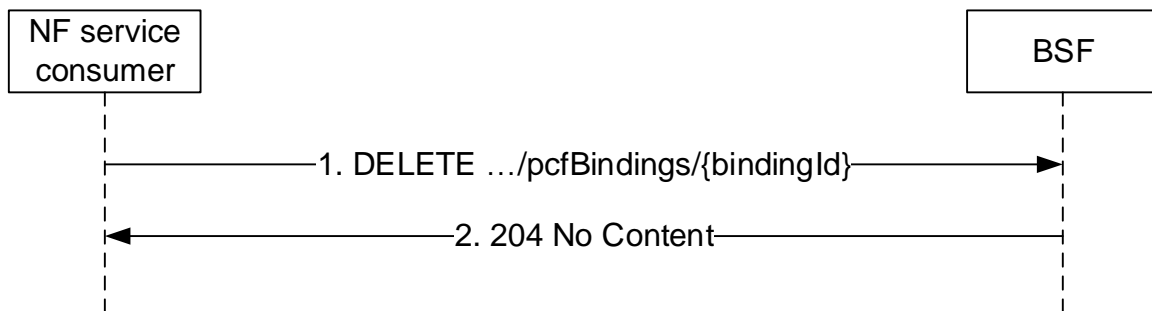 NF service
consumer
BSF
1. DELETE …/pcfBindings/{bindingId}
2. 204 No Content